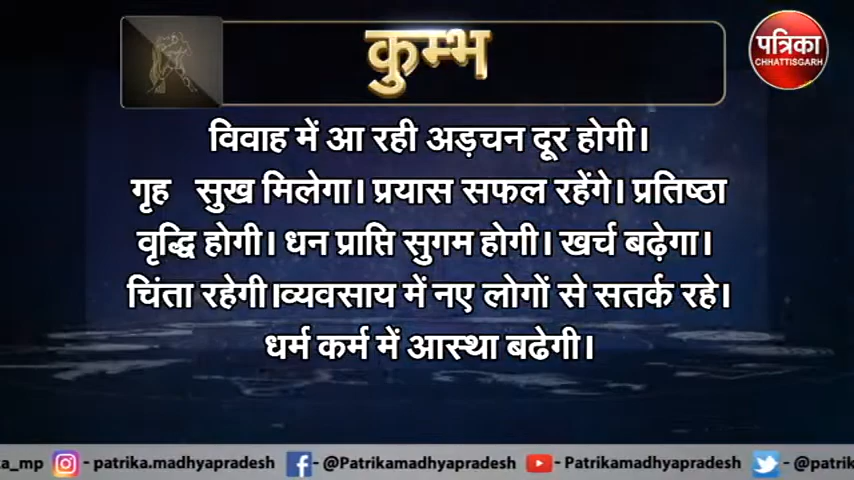 कुम्भ
पत्रिका
CHHATTISGARH
विवाह में आ रही अड़चन दूर होगी।
गृह सुख मिलेगा। प्रयास सफल रहेंगे। प्रतिष्ठा
वृद्धि होगी। धन प्राप्ति सुगम होगी। खर्च बढ़ेगा।
चिंता रहेगी।व्यवसाय में नए लोगों से सतर्क रहे।
धर्म कर्म में आस्था बढेगी।
a_mp - patrika.madhyapradesh - @Patrikamadhyapradesh - Patrikamadhyapradesh - @patrik